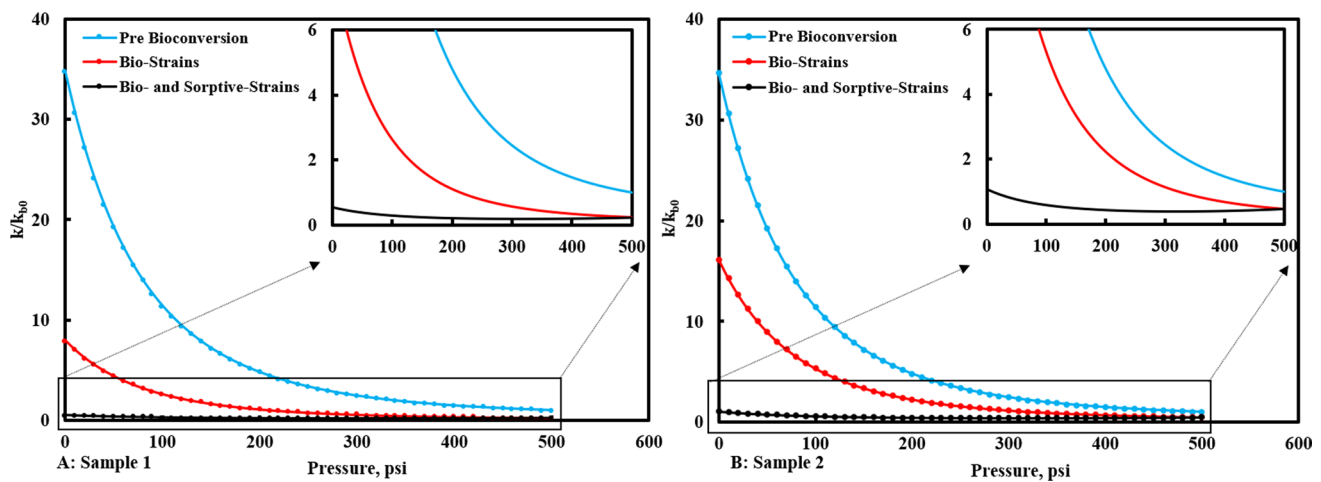 40
30
20
10
0
k/k_b0
Pre Bioconversion
Bio-Strains
Bio- and Sorptive-Strains
6
4
2
0
0 100 200 300 400 500
0 100 200 300 400 500 600
A: Sample 1
Pressure, psi
40
30
20
10
0
k/k_b0
Pre Bioconversion
Bio-Strains
Bio- and Sorptive-Strains
6
4
2
0
0 100 200 300 400 500
0 100 200 300 400 500 600
B: Sample 2
Pressure, psi